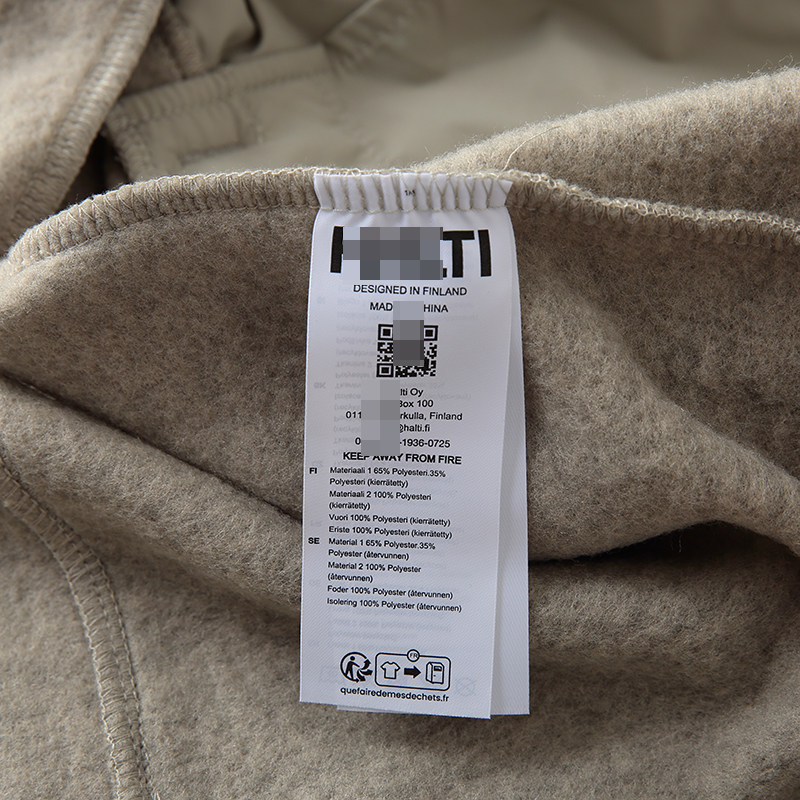 DESIGNED IN FINLAND
MAD HINA
lti Oy
Box 100
011 rkulla, Finland
@halti.fi
0 -1936-0725
KEEP AWAY FROM FIRE
FI Materiaali 1 65% Polyesteri.35%
Polyesteri (kierrätetty)
Materiaali 2 100% Polyesteri
(kierrätetty)
Vuori 100% Polyesteri (kierrätetty)
Eriste 100% Polyesteri (kierrätetty)
SE Material 1 65% Polyester.35%
Polyester (återvunnen)
Material 2 100% Polyester
(återvunnen)
Foder 100% Polyester (återvunnen)
Isolering 100% Polyester (återvunnen)
FR
quefairedemesdechets.fr